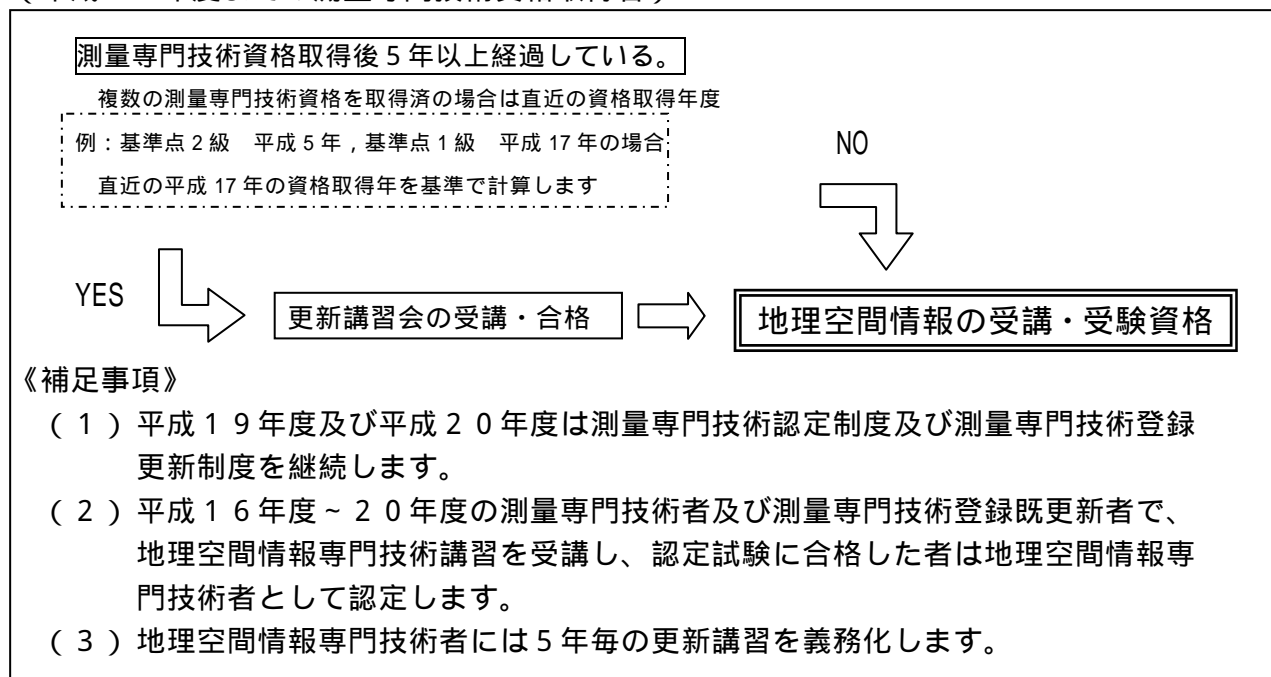 測量専門技術資格取得後5年以上経過している。
複数の測量専門技術資格を取得済の場合は直近の資格取得年度
例：基準点2級　平成5年，基準点1級　平成17年の場合
直近の平成17年の資格取得年を基準で計算します
NO
YES
更新講習会の受講・合格
地理空間情報の受講・受験資格
《補足事項》
（１）平成１９年度及び平成２０年度は測量専門技術認定制度及び測量専門技術登録
更新制度を継続します。
（２）平成１６年度～２０年度の測量専門技術者及び測量専門技術登録既更新者で、
地理空間情報専門技術講習を受講し、認定試験に合格した者は地理空間情報専
門技術者として認定します。
（３）地理空間情報専門技術者には５年毎の更新講習を義務化します。